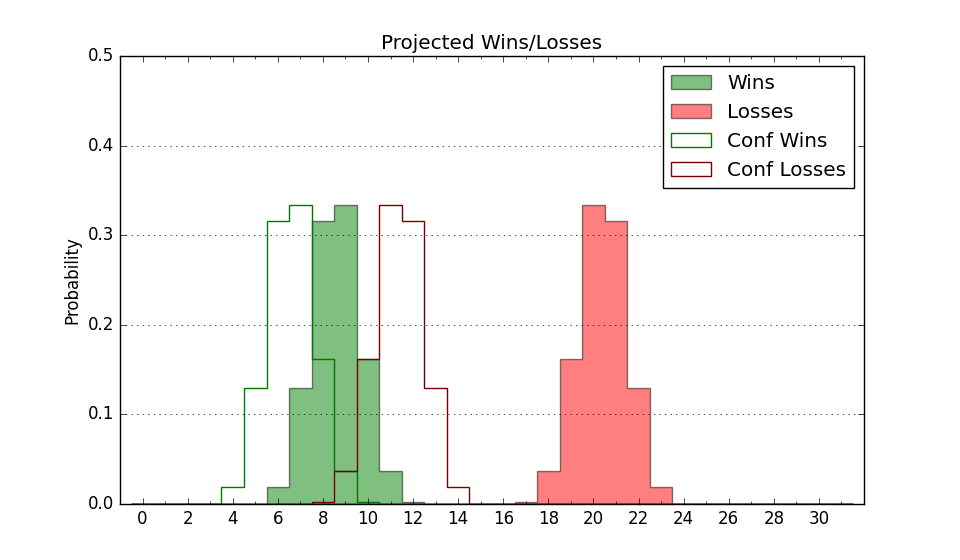 Projected Wins/Losses
0.5
0.4
0.3
0.2
0.1
0.0
Probability
Wins
Losses
Conf Wins
Conf Losses
0 2 4 6 8 10 12 14 16 18 20 22 24 26 28 30